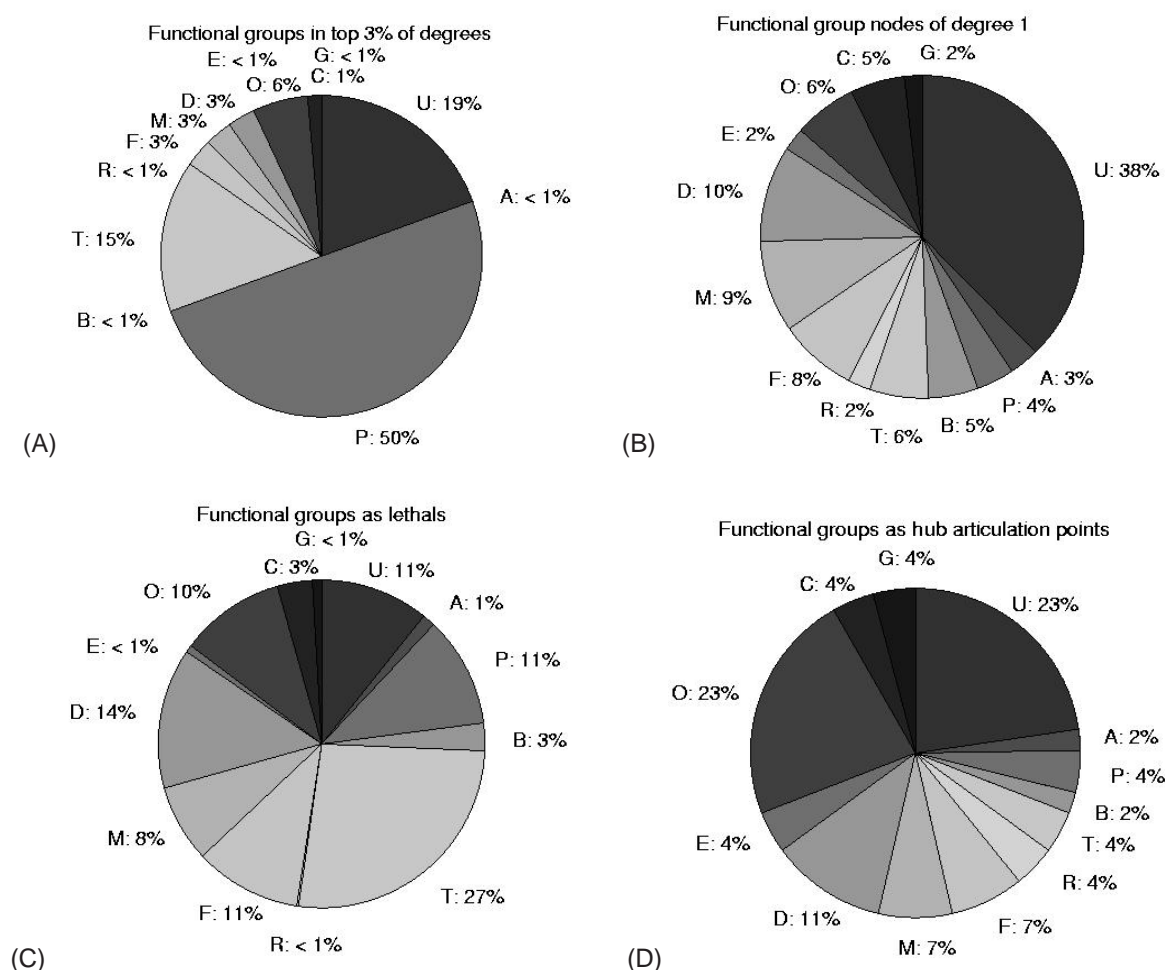 Functional groups in top 3% of degrees
E: < 1%
G: < 1%
O: 6%
C: 1%
D: 3%
U: 19%
M: 3%
F: 3%
R: < 1%
A: < 1%
T: 15%
B: < 1%
P: 50%
(A)
Functional group nodes of degree 1
C: 5%
G: 2%
O: 6%
E: 2%
U: 38%
D: 10%
M: 9%
F: 8%
A: 3%
R: 2%
P: 4%
T: 6%
B: 5%
(B)
Functional groups as lethals
G: < 1%
C: 3%
U: 11%
O: 10%
A: 1%
E: < 1%
P: 11%
D: 14%
B: 3%
M: 8%
T: 27%
F: 11%
R: < 1%
(C)
Functional groups as hub articulation points
G: 4%
C: 4%
U: 23%
O: 23%
A: 2%
P: 4%
B: 2%
E: 4%
T: 4%
R: 4%
D: 11%
F: 7%
M: 7%
(D)